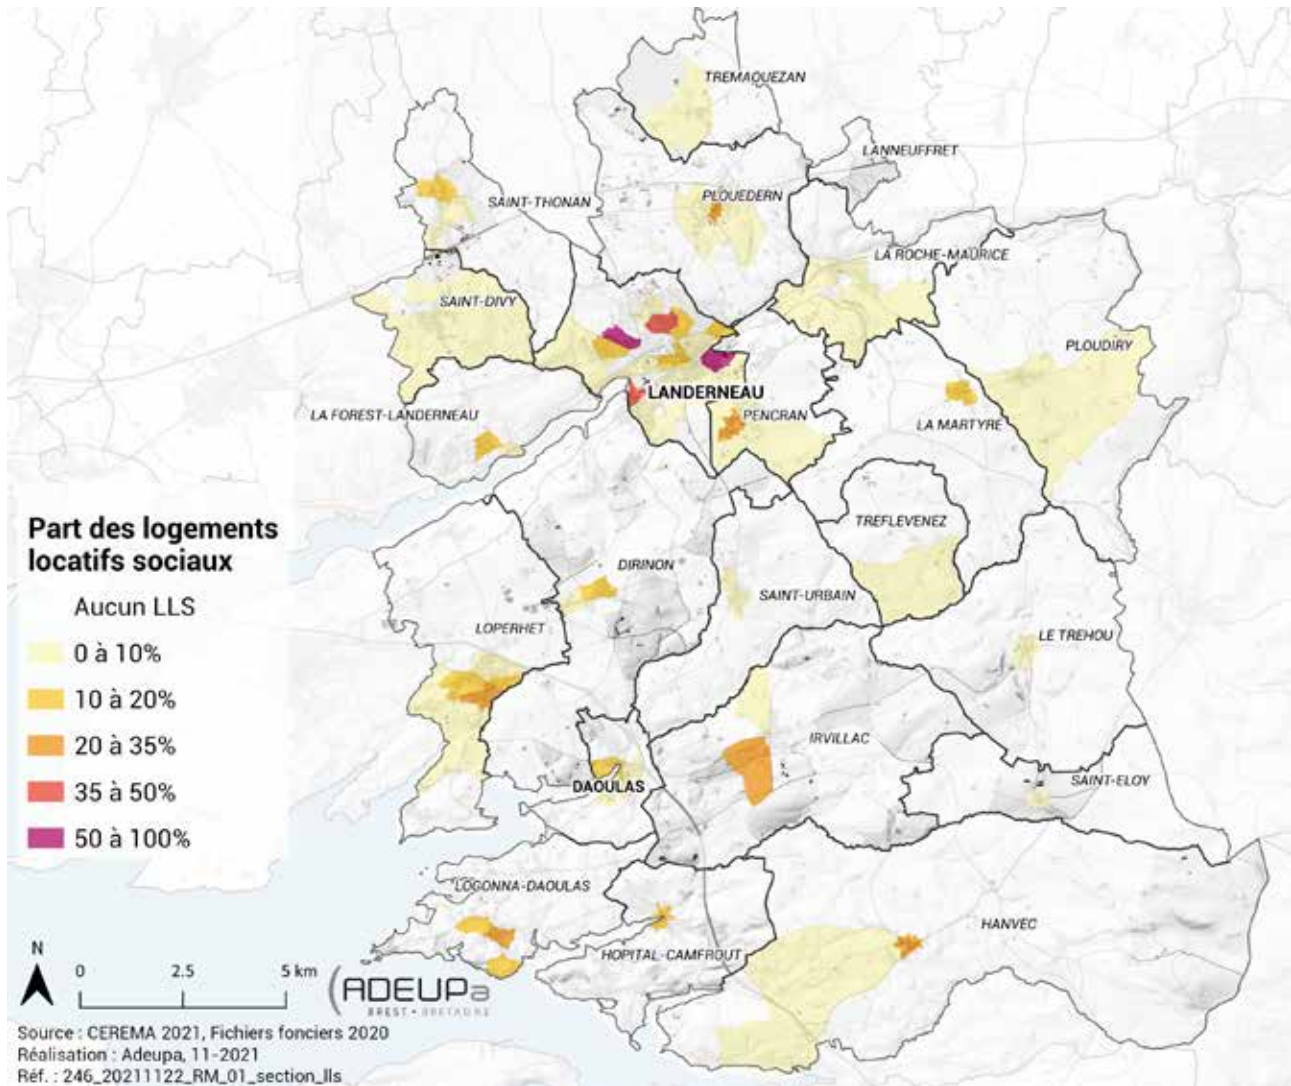 TREMAOUEZAN
LANNEUFFRET
PLOUEDERN
SAINT-THONAN
LA ROCHE-MAURICE
SAINT-DIVY
PLOUDIRY
LANDERNEAU
LA FOREST-LANDERNEAU
PENCRAN
LA MARTYRE
Part des logements
locatifs sociaux
Aucun LLS
0 à 10%
10 à 20%
20 à 35%
35 à 50%
50 à 100%
TREFLEVENEZ
DIRINON
SAINT-URBAIN
LOPERHET
LE TREHOU
IRVILLAC
SAINT-ELOY
DAOULAS
LOGONNA-DAOULAS
HANVEC
HOPITAL-CAMFROUT
N
0 2.5 5 km
ADEUPa
BREST • BRETAGNE
Source : CEREMA 2021, Fichiers fonciers 2020
Réalisation : Adeupa, 11-2021
Réf. : 246_20211122_RM_01_section_lls